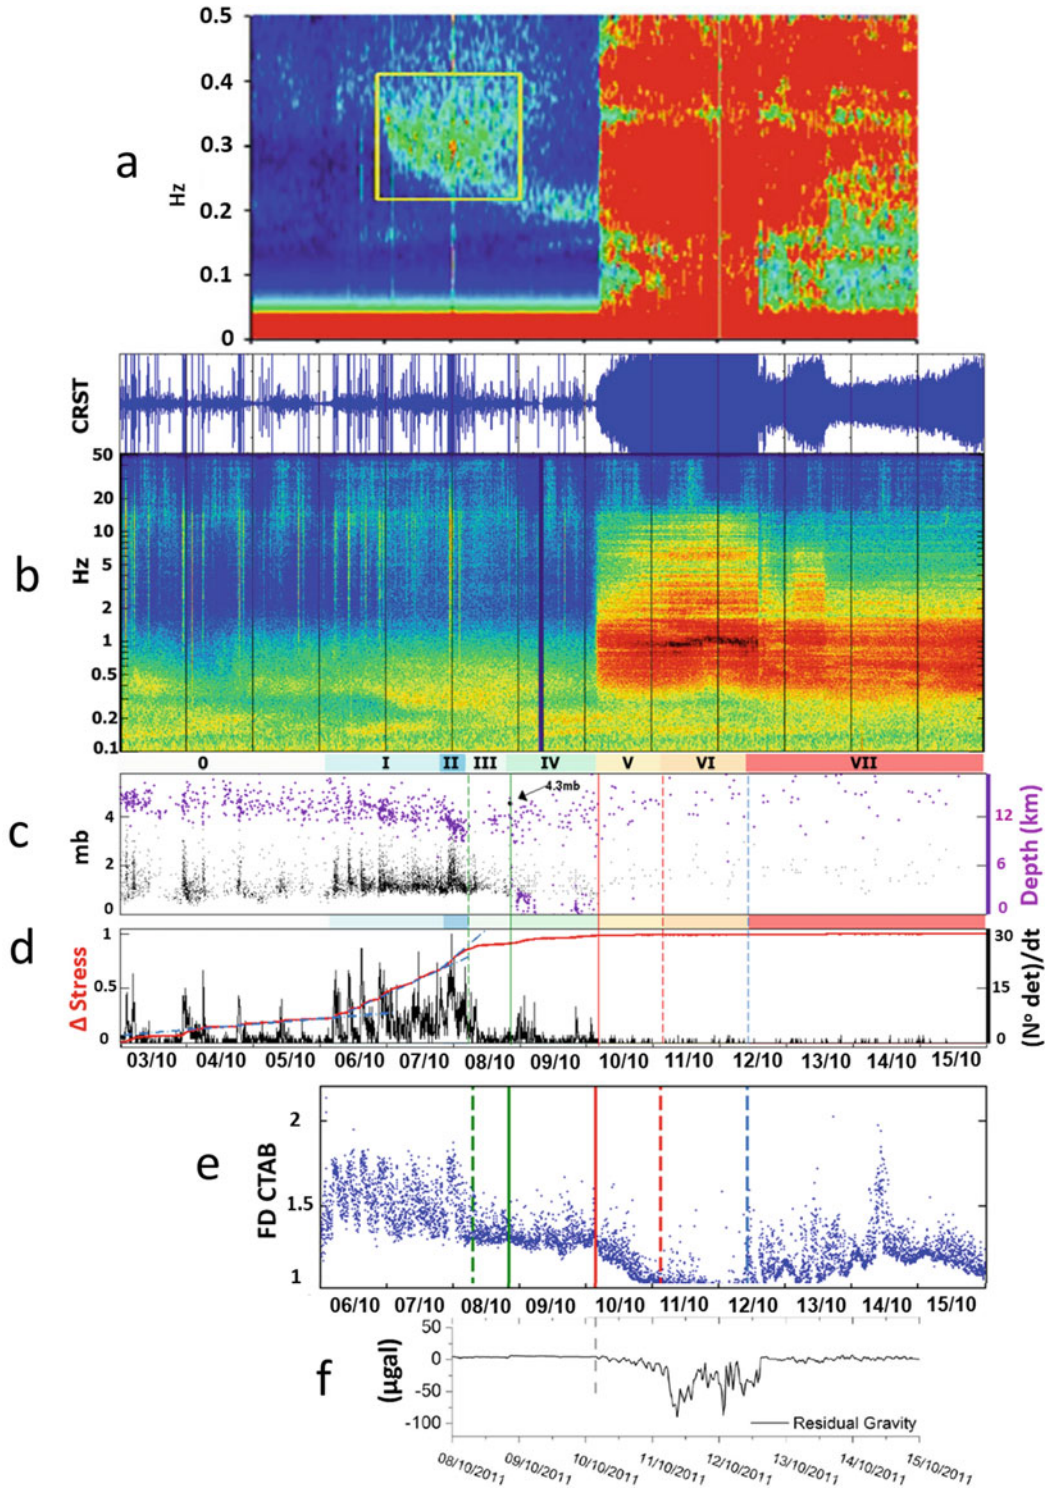 a
Hz
0.5
0.4
0.3
0.2
0.1
0
CRST
b
Hz
50
20
10
5
2
1
0.5
0.2
0.1
0 I II III IV V VI VII
c
mb
4
2
0
4.3mb
12
6
0
Depth (km)
d
Δ Stress
1
0.5
0
30
15
0
(Nº det)/dt
03/10 04/10 05/10 06/10 07/10 08/10 09/10 10/10 11/10 12/10 13/10 14/10 15/10
e
FD CTAB
2
1.5
1
06/10 07/10 08/10 09/10 10/10 11/10 12/10 13/10 14/10 15/10
f
(µgal)
50
0
-50
-100
Residual Gravity
08/10/2011 09/10/2011 10/10/2011 11/10/2011 12/10/2011 13/10/2011 14/10/2011 15/10/2011